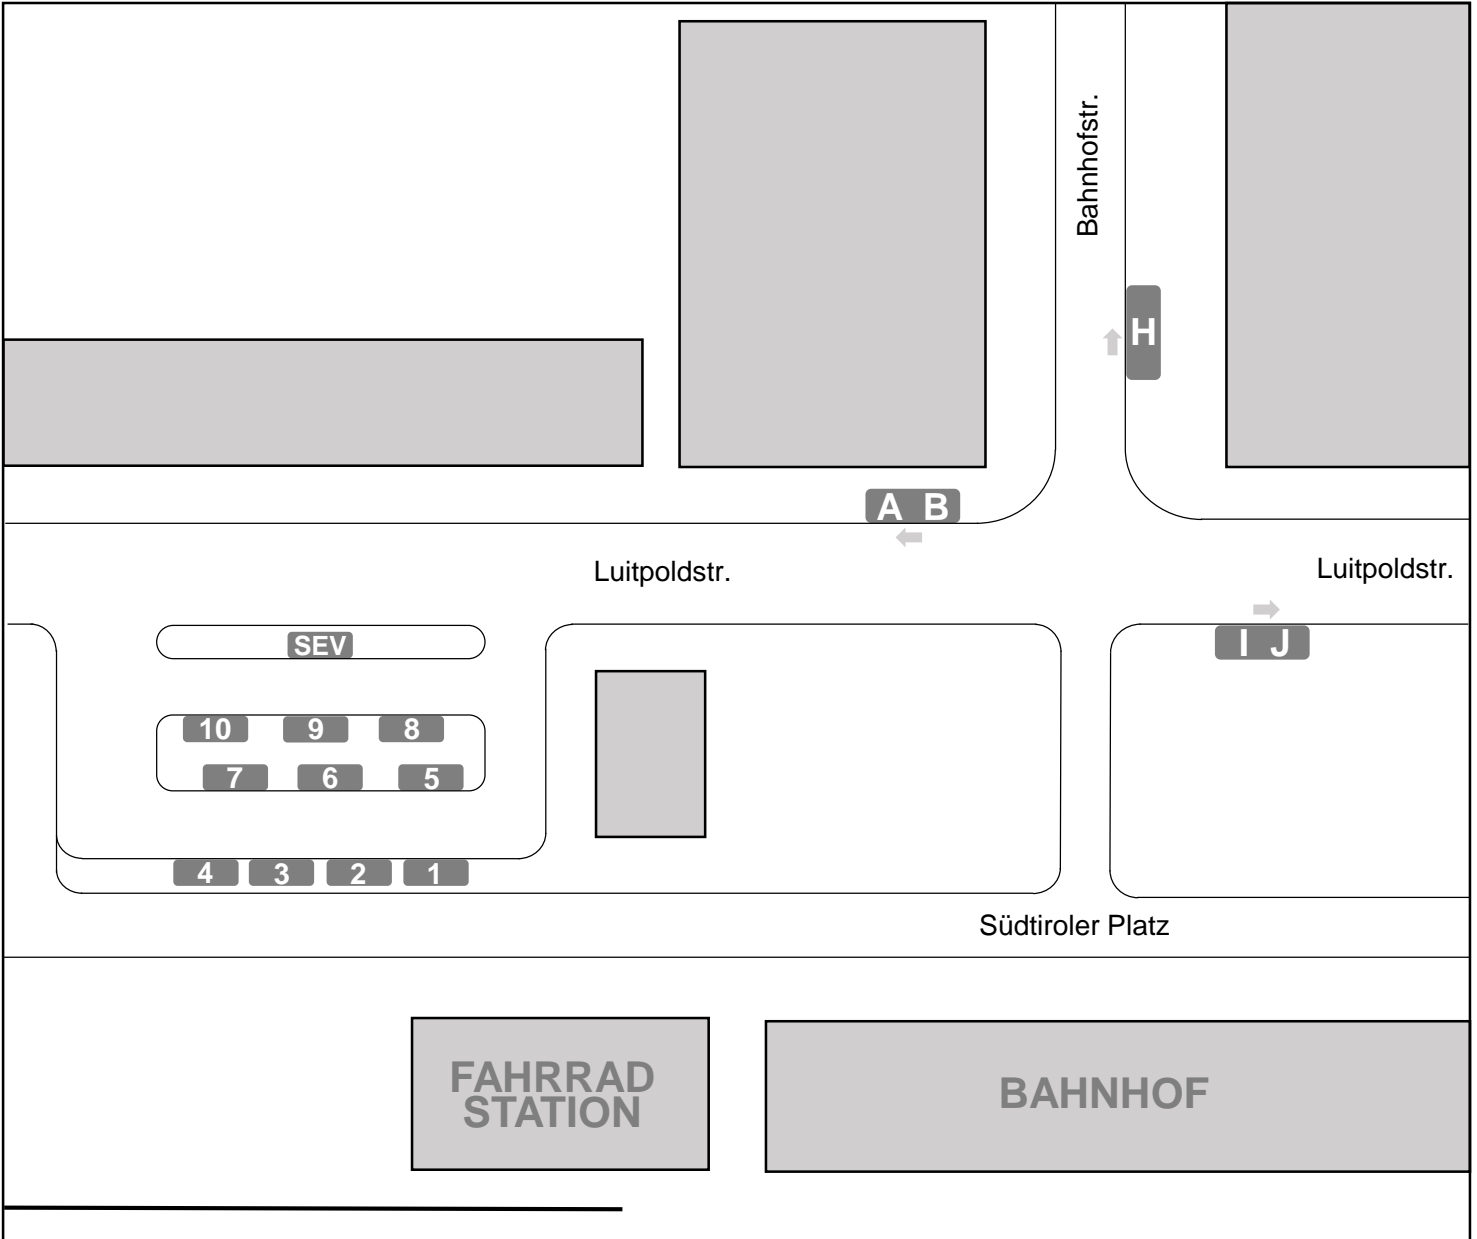 Bahnhofstr.
H
A B
Luitpoldstr.
Luitpoldstr.
SEV
I J
10 9 8
7 6 5
4 3 2 1
Südtiroler Platz
FAHRRAD
STATION
BAHNHOF